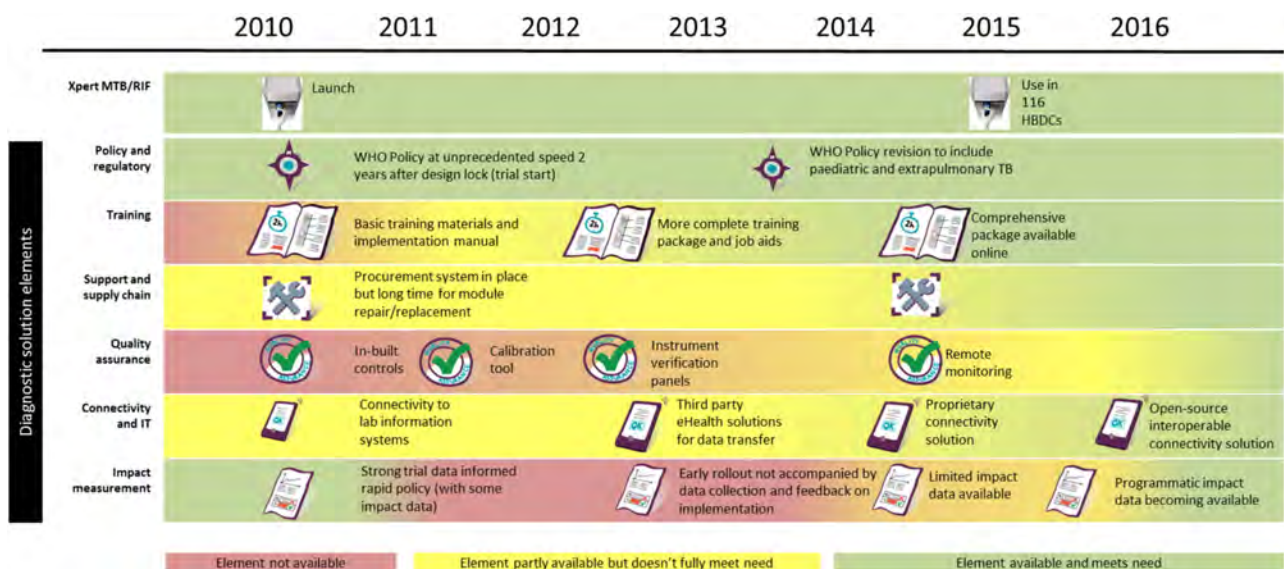 2010 2011 2012 2013 2014 2015 2016
Xpert MTB/RIF
Launch
Use in
116
HBDCs
Diagnostic solution elements
Policy and
regulatory
WHO Policy at unprecedented speed 2
years after design lock (trial start)
WHO Policy revision to include
paediatric and extrapulmonary TB
Training
Basic training materials and
implementation manual
More complete training
package and job aids
Comprehensive
package available
online
Support and
supply chain
Procurement system in place
but long time for module
repair/replacement
Quality
assurance
In-built
controls
Calibration
tool
Instrument
verification
panels
Remote
monitoring
Connectivity
and IT
OK
Connectivity to
lab information
systems
OK
Third party
eHealth solutions
for data transfer
OK
Proprietary
connectivity
solution
OK
Open-source
interoperable
connectivity solution
Impact
measurement
Strong trial data informed
rapid policy (with some
impact data)
Early rollout not accompanied by
data collection and feedback on
implementation
Limited impact
data available
Programmatic impact
data becoming available
Element not available
Element partly available but doesn't fully meet need
Element available and meets need